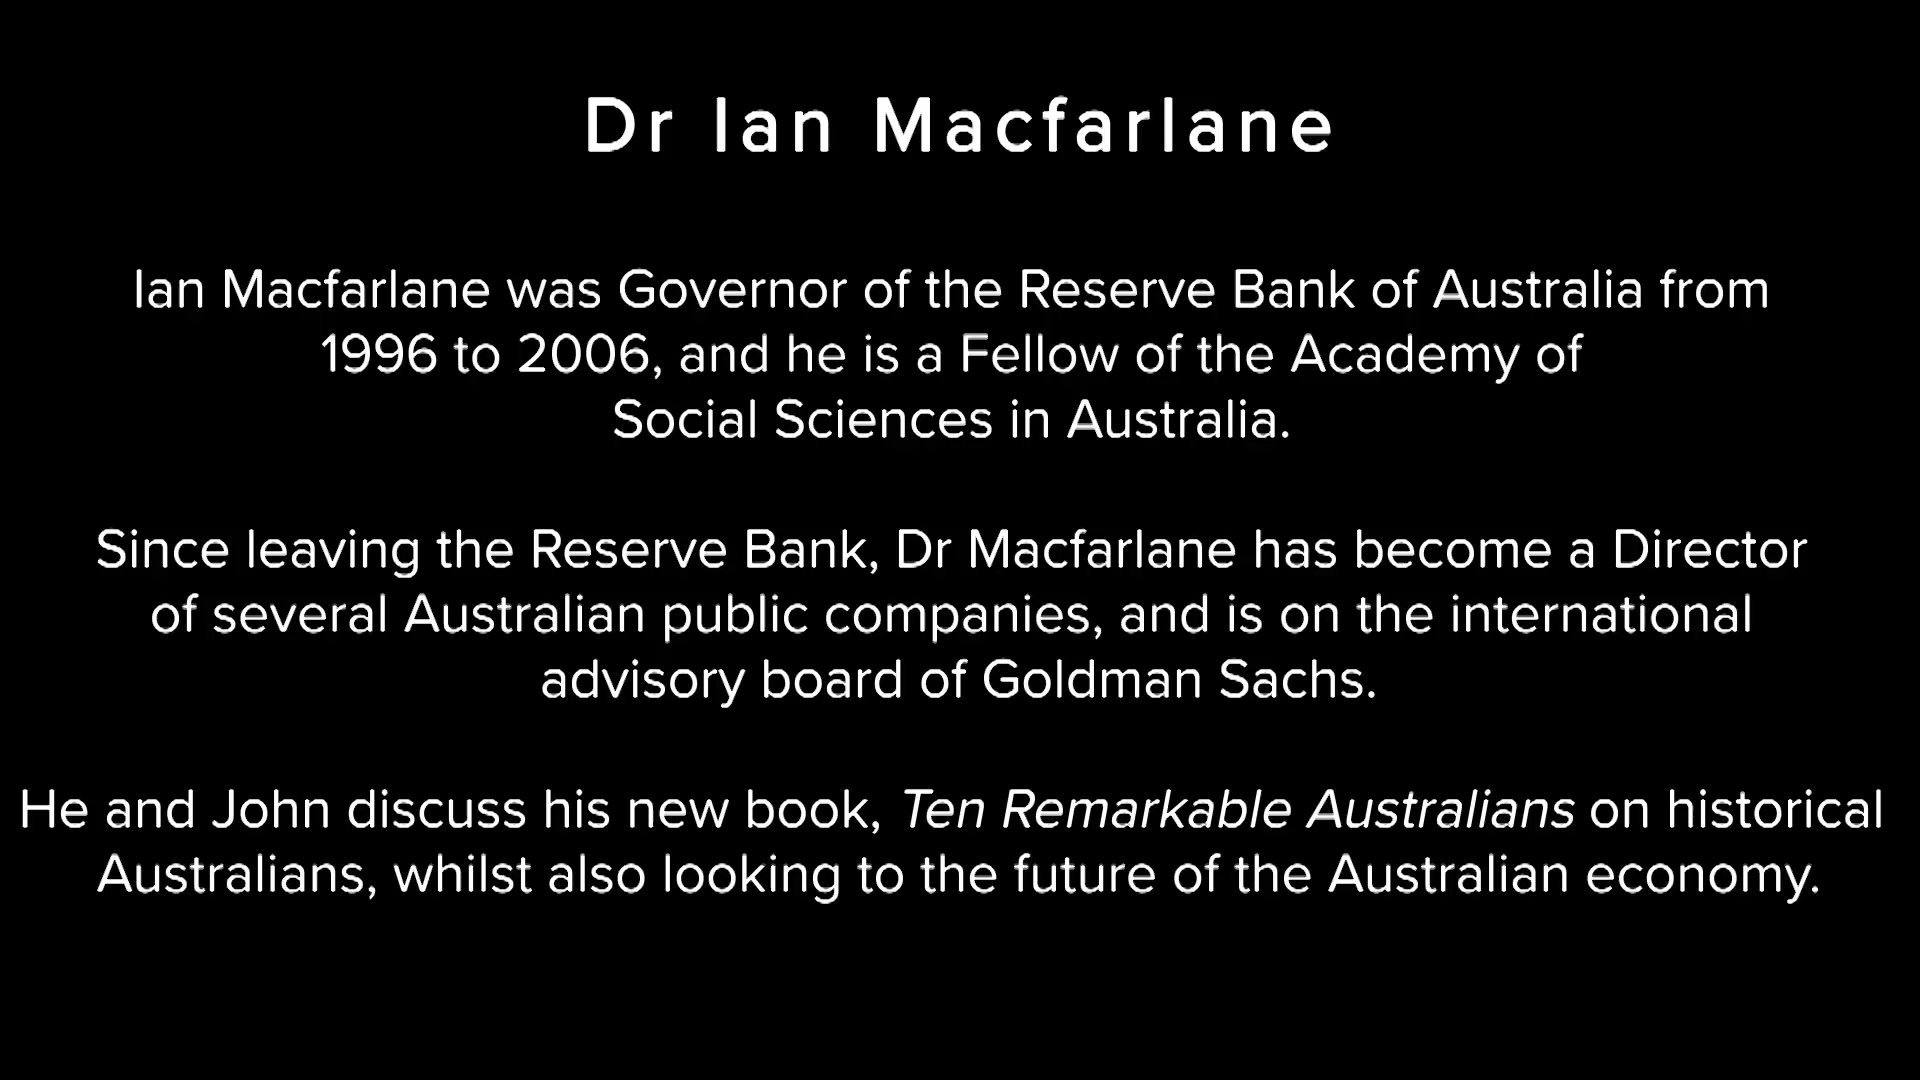 Dr Ian Macfarlane
Ian Macfarlane was Governor of the Reserve Bank of Australia from
1996 to 2006, and he is a Fellow of the Academy of
Social Sciences in Australia.
Since leaving the Reserve Bank, Dr Macfarlane has become a Director
of several Australian public companies, and is on the international
advisory board of Goldman Sachs.
He and John discuss his new book, Ten Remarkable Australians on historical
Australians, whilst also looking to the future of the Australian economy.